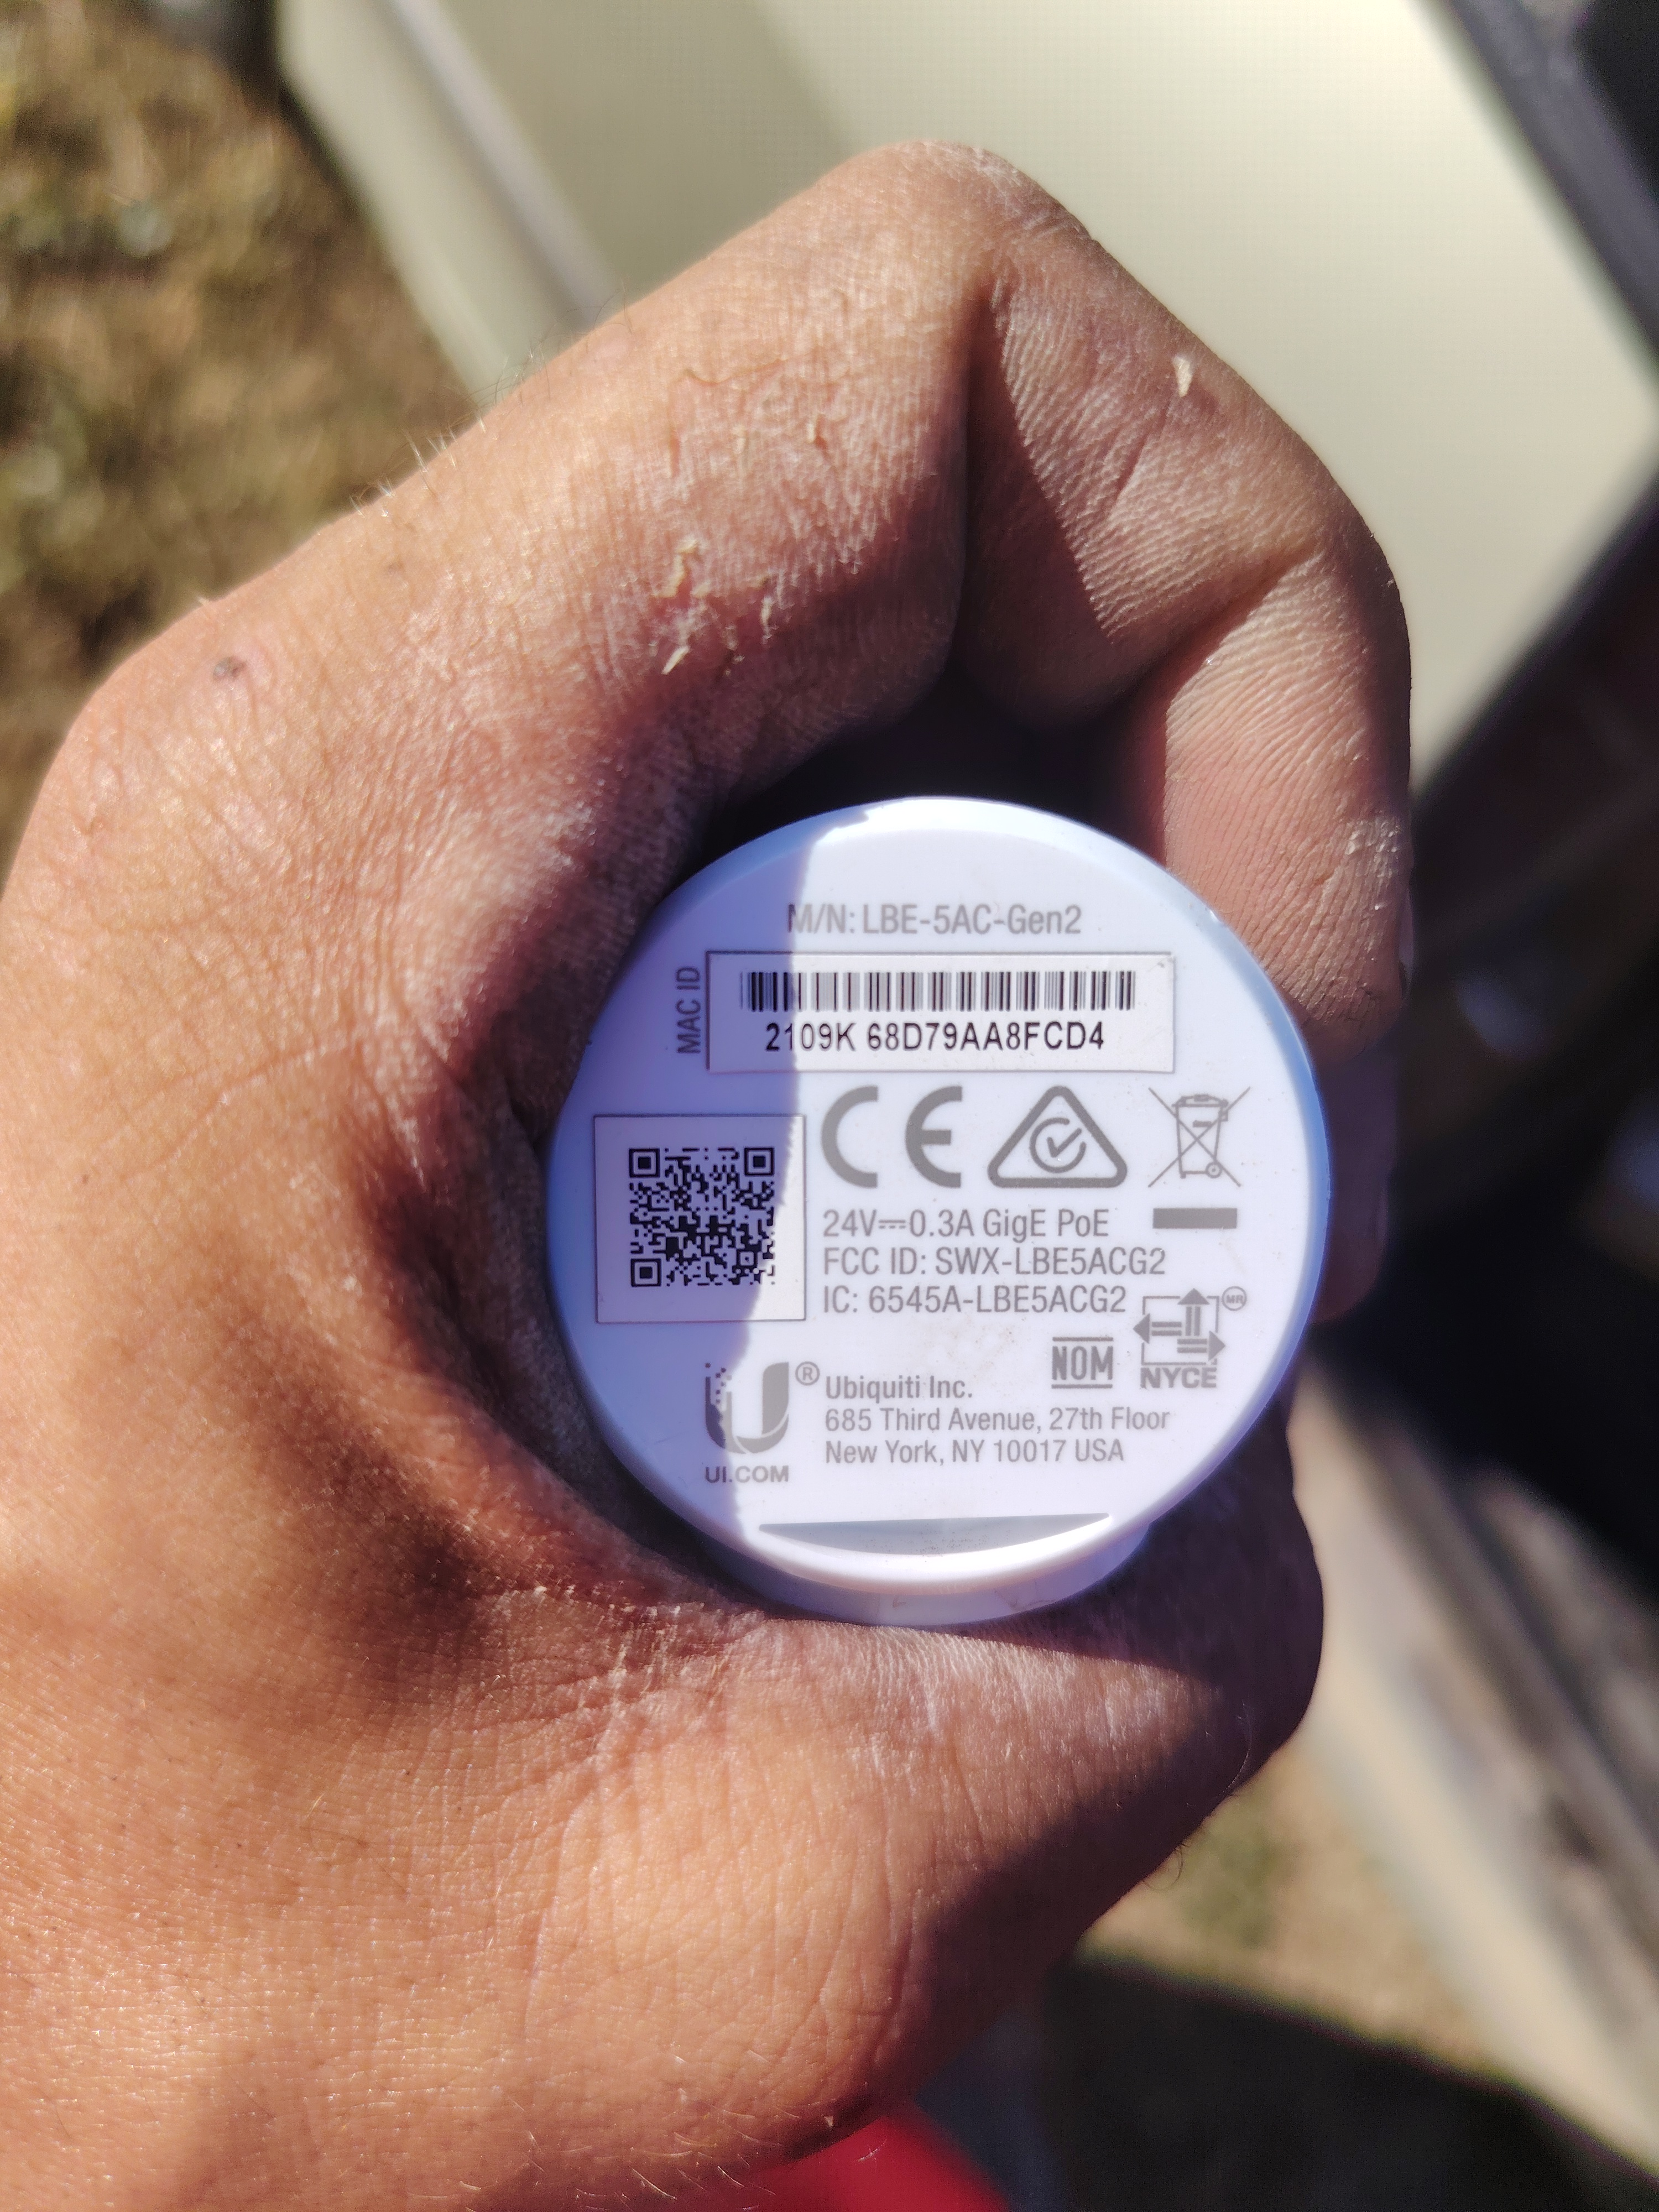 M/N: LBE-5AC-Gen2
MAC ID
2109K 68D79AA8FCD4
CE
24V⎓0.3A GigE PoE
FCC ID: SWX-LBE5ACG2
IC: 6545A-LBE5ACG2
MR
NOM
NYCE
U®
UI.COM
Ubiquiti Inc.
685 Third Avenue, 27th Floor
New York, NY 10017 USA